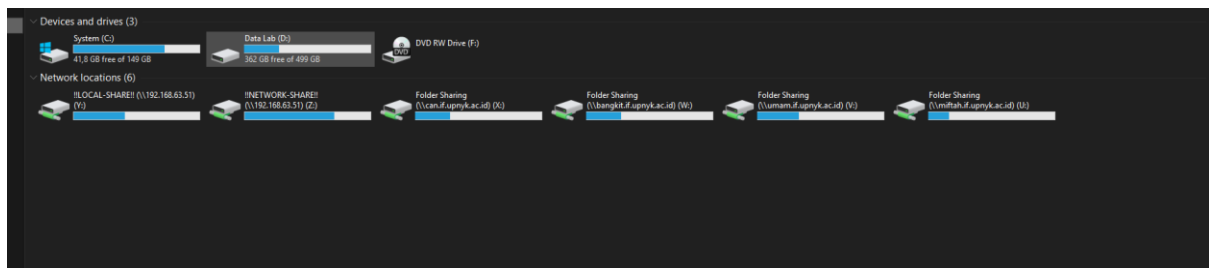 Devices and drives (3)
System (C:)
41,8 GB free of 149 GB
Data Lab (D:)
362 GB free of 499 GB
DVD RW Drive (F:)
DVD
Network locations (6)
!!LOCAL-SHARE!! (\\192.168.63.51)
(Y:)
!!NETWORK-SHARE!!
(\\192.168.63.51) (Z:)
Folder Sharing
(\\can.if.upnyk.ac.id) (X:)
Folder Sharing
(\\bangkit.if.upnyk.ac.id) (W:)
Folder Sharing
(\\umam.if.upnyk.ac.id) (V:)
Folder Sharing
(\\miftah.if.upnyk.ac.id) (U:)